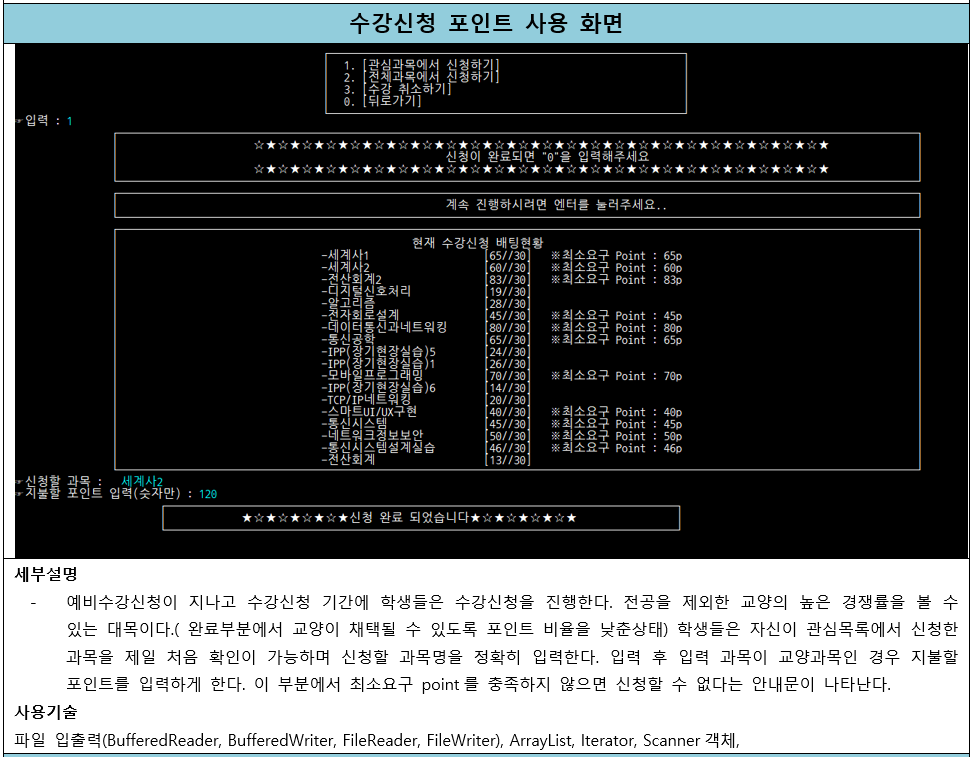 수강신청 포인트 사용 화면
1. [관심과목에서 신청하기]
2. [전체과목에서 신청하기]
3. [수강 취소하기]
0. [뒤로가기]
☞입력 : 1
☆★☆★☆★☆★☆★☆★☆★☆★☆★☆★☆★☆★☆★☆★☆★☆★☆★☆★☆★☆★☆★☆★☆★☆★
신청이 완료되면 "0"을 입력해주세요
☆★☆★☆★☆★☆★☆★☆★☆★☆★☆★☆★☆★☆★☆★☆★☆★☆★☆★☆★☆★☆★☆★☆★☆★
계속 진행하시려면 엔터를 눌러주세요..
현재 수강신청 배팅현황
-세계사1 [65//30] ※최소요구 Point : 65p
-세계사2 [60//30] ※최소요구 Point : 60p
-전산회계2 [83//30] ※최소요구 Point : 83p
-디지털신호처리 [19//30]
-알고리즘 [28//30]
-전자회로설계 [45//30] ※최소요구 Point : 45p
-데이터통신과네트워킹 [80//30] ※최소요구 Point : 80p
-통신공학 [65//30] ※최소요구 Point : 65p
-IPP(장기현장실습)5 [24//30]
-IPP(장기현장실습)1 [26//30]
-모바일프로그래밍 [70//30] ※최소요구 Point : 70p
-IPP(장기현장실습)6 [14//30]
-TCP/IP네트워킹 [20//30]
-스마트UI/UX구현 [40//30] ※최소요구 Point : 40p
-통신시스템 [45//30] ※최소요구 Point : 45p
-네트워크정보보안 [50//30] ※최소요구 Point : 50p
-통신시스템설계실습 [46//30] ※최소요구 Point : 46p
-전산회계 [13//30]
☞신청할 과목 : 세계사2
☞지불할 포인트 입력(숫자만) : 120
★☆★☆★☆★☆★신청 완료 되었습니다★☆★☆★☆★☆★
세부설명
- 예비수강신청이 지나고 수강신청 기간에 학생들은 수강신청을 진행한다. 전공을 제외한 교양의 높은 경쟁률을 볼 수
있는 대목이다.( 완료부분에서 교양이 채택될 수 있도록 포인트 비율을 낮춘상태) 학생들은 자신이 관심목록에서 신청한
과목을 제일 처음 확인이 가능하며 신청할 과목명을 정확히 입력한다. 입력 후 입력 과목이 교양과목인 경우 지불할
포인트를 입력하게 한다. 이 부분에서 최소요구 point를 충족하지 않으면 신청할 수 없다는 안내문이 나타난다.
사용기술
파일 입출력(BufferedReader, BufferedWriter, FileReader, FileWriter), ArrayList, Iterator, Scanner 객체,